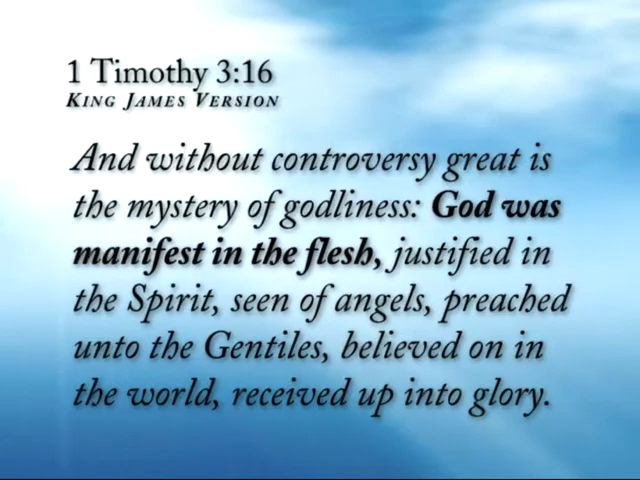 1 Timothy 3:16
King James Version
And without controversy great is
the mystery of godliness: God was
manifest in the flesh, justified in
the Spirit, seen of angels, preached
unto the Gentiles, believed on in
the world, received up into glory.